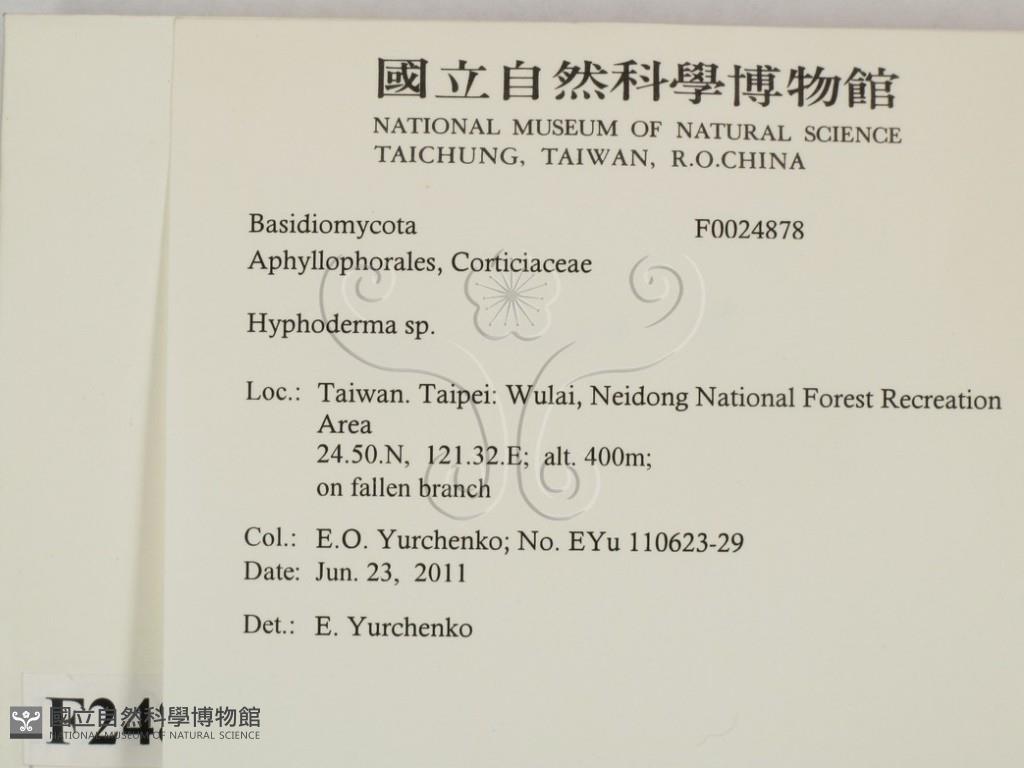 國立自然科學博物館
NATIONAL MUSEUM OF NATURAL SCIENCE
TAICHUNG, TAIWAN, R.O.CHINA
Basidiomycota F0024878
Aphyllophorales, Corticiaceae
Hyphoderma sp.
Loc.: Taiwan. Taipei: Wulai, Neidong National Forest Recreation
Area
24.50.N, 121.32.E; alt. 400m;
on fallen branch
Col.: E.O. Yurchenko; No. EYu 110623-29
Date: Jun. 23, 2011
Det.: E. Yurchenko
F24
國立自然科學博物館
NATIONAL MUSEUM OF NATURAL SCIENCE